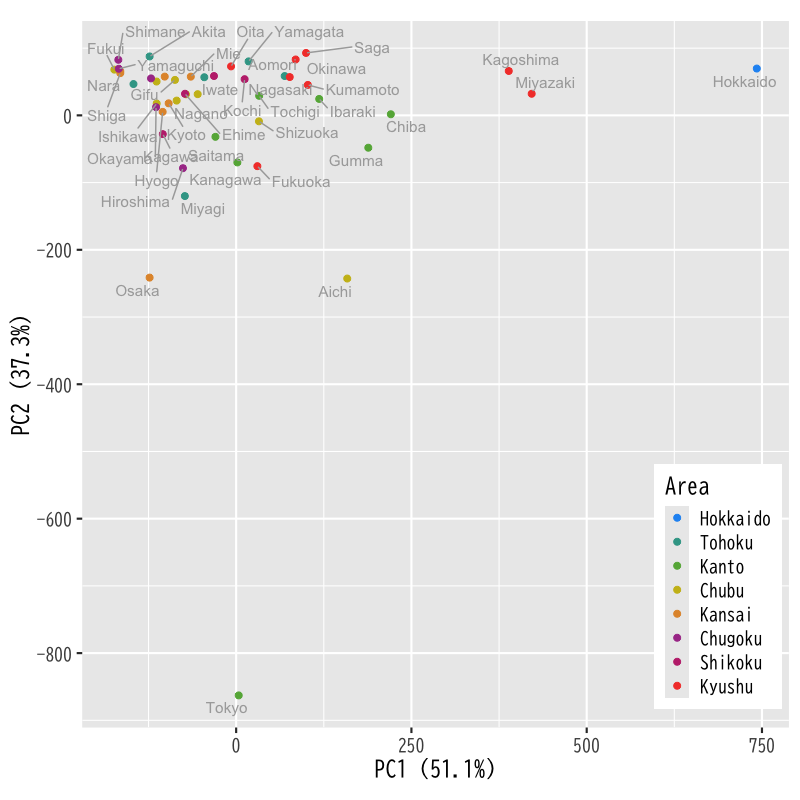 Shimane
Akita
Oita
Yamagata
Fukui
Mie
Saga
Yamaguchi
Aomori
Okinawa
Kagoshima
Hokkaido
Nara
Gifu
Iwate
Nagasaki
Kumamoto
Miyazaki
Shiga
Nagano
Kochi
Tochigi
Ibaraki
Chiba
Ishikawa
Kyoto
Ehime
Shizuoka
Okayama
Kagawa
Saitama
Gumma
Hyogo
Kanagawa
Fukuoka
Hiroshima
Miyagi
Osaka
Aichi
Tokyo
0
−200
−400
−600
−800
PC2 (37.3%)
0
250
500
750
PC1 (51.1%)
Area
Hokkaido
Tohoku
Kanto
Chubu
Kansai
Chugoku
Shikoku
Kyushu